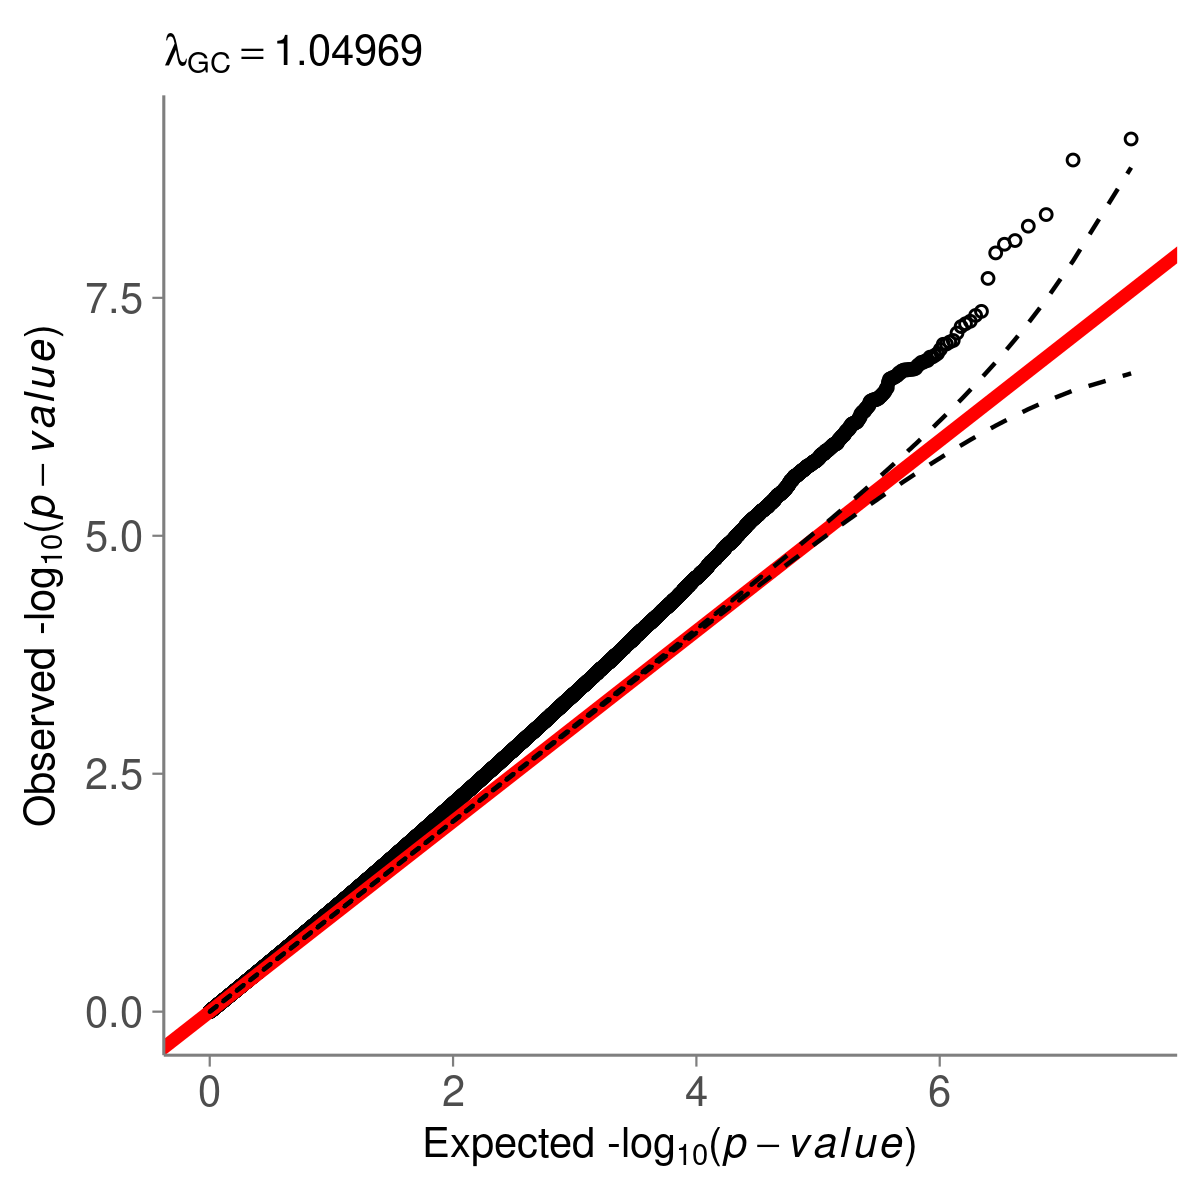 λGC = 1.04969
Observed -log10(p − value)
7.5
5.0
2.5
0.0
0 2 4 6
Expected -log10(p − value)